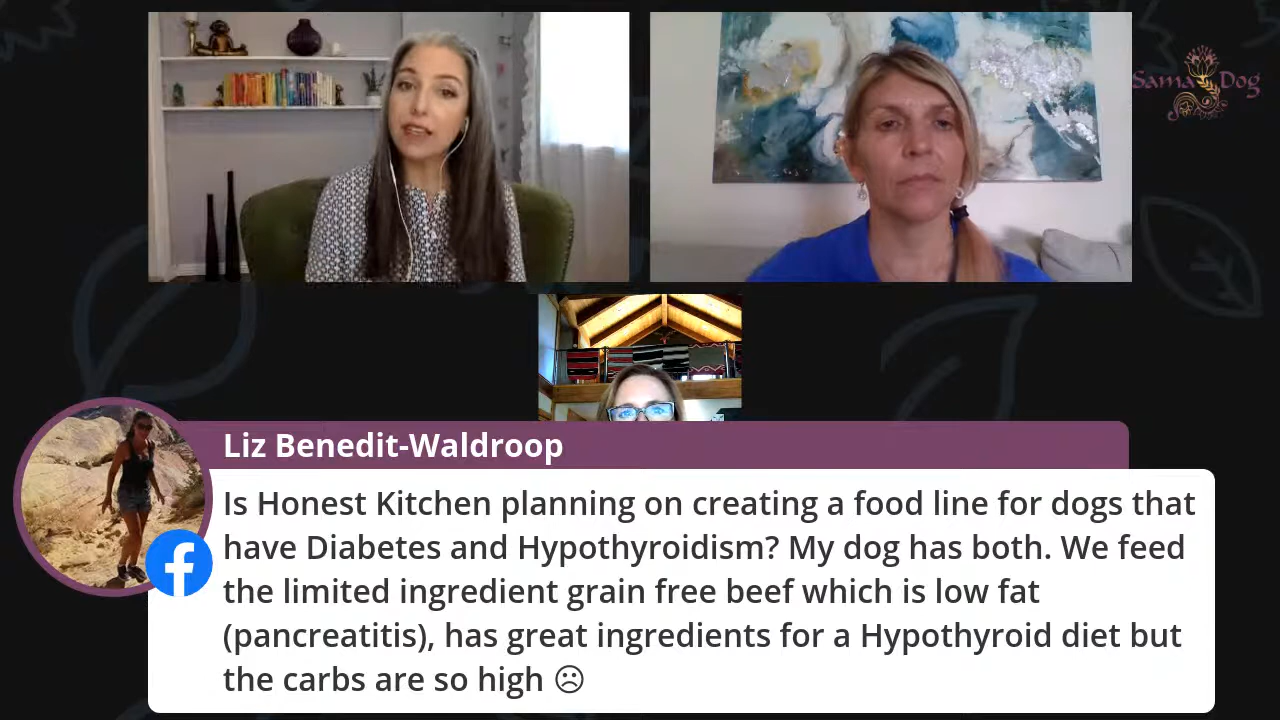 Sama Dog
Liz Benedit-Waldroop
Is Honest Kitchen planning on creating a food line for dogs that
have Diabetes and Hypothyroidism? My dog has both. We feed
the limited ingredient grain free beef which is low fat
(pancreatitis), has great ingredients for a Hypothyroid diet but
the carbs are so high ☹